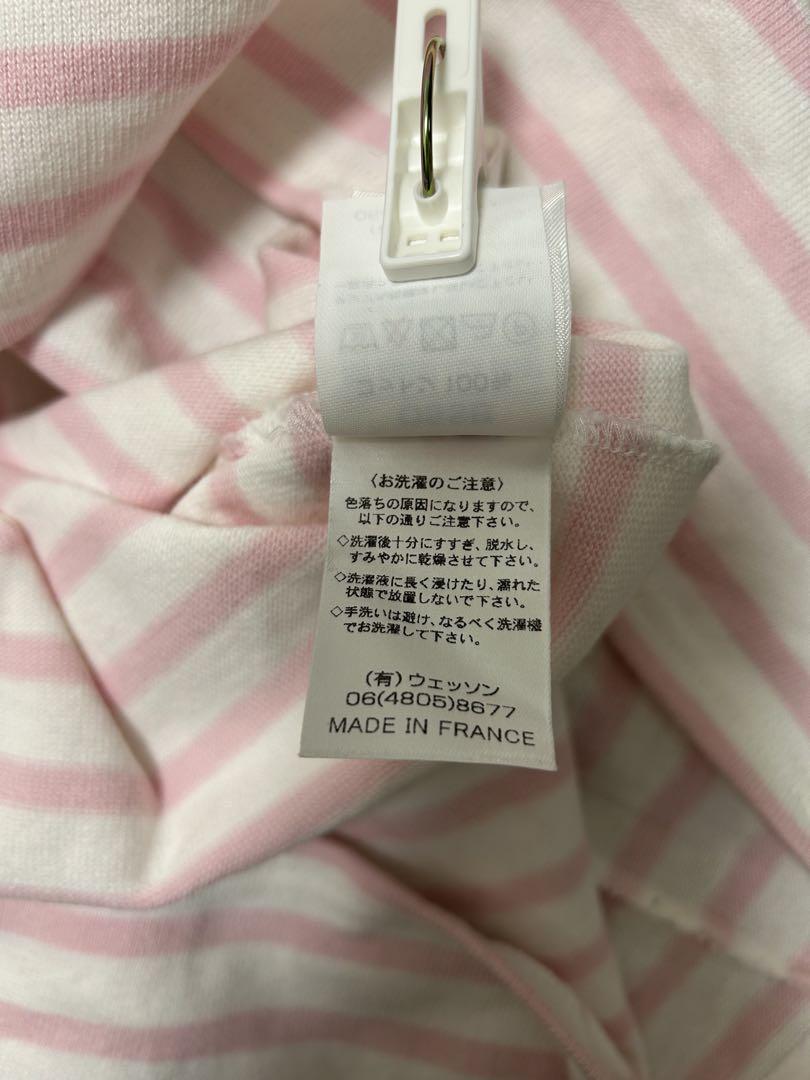 〈お洗濯のご注意〉
色落ちの原因になりますので、
以下の通りご注意下さい。
◇洗濯後十分にすすぎ、脱水し、
すみやかに乾燥させて下さい。
◇洗濯液に長く浸けたり、濡れた
状態で放置しないで下さい。
◇手洗いは避け、なるべく洗濯機
でお洗濯して下さい。
(有)ウェッソン
06(4805)8677
MADE IN FRANCE